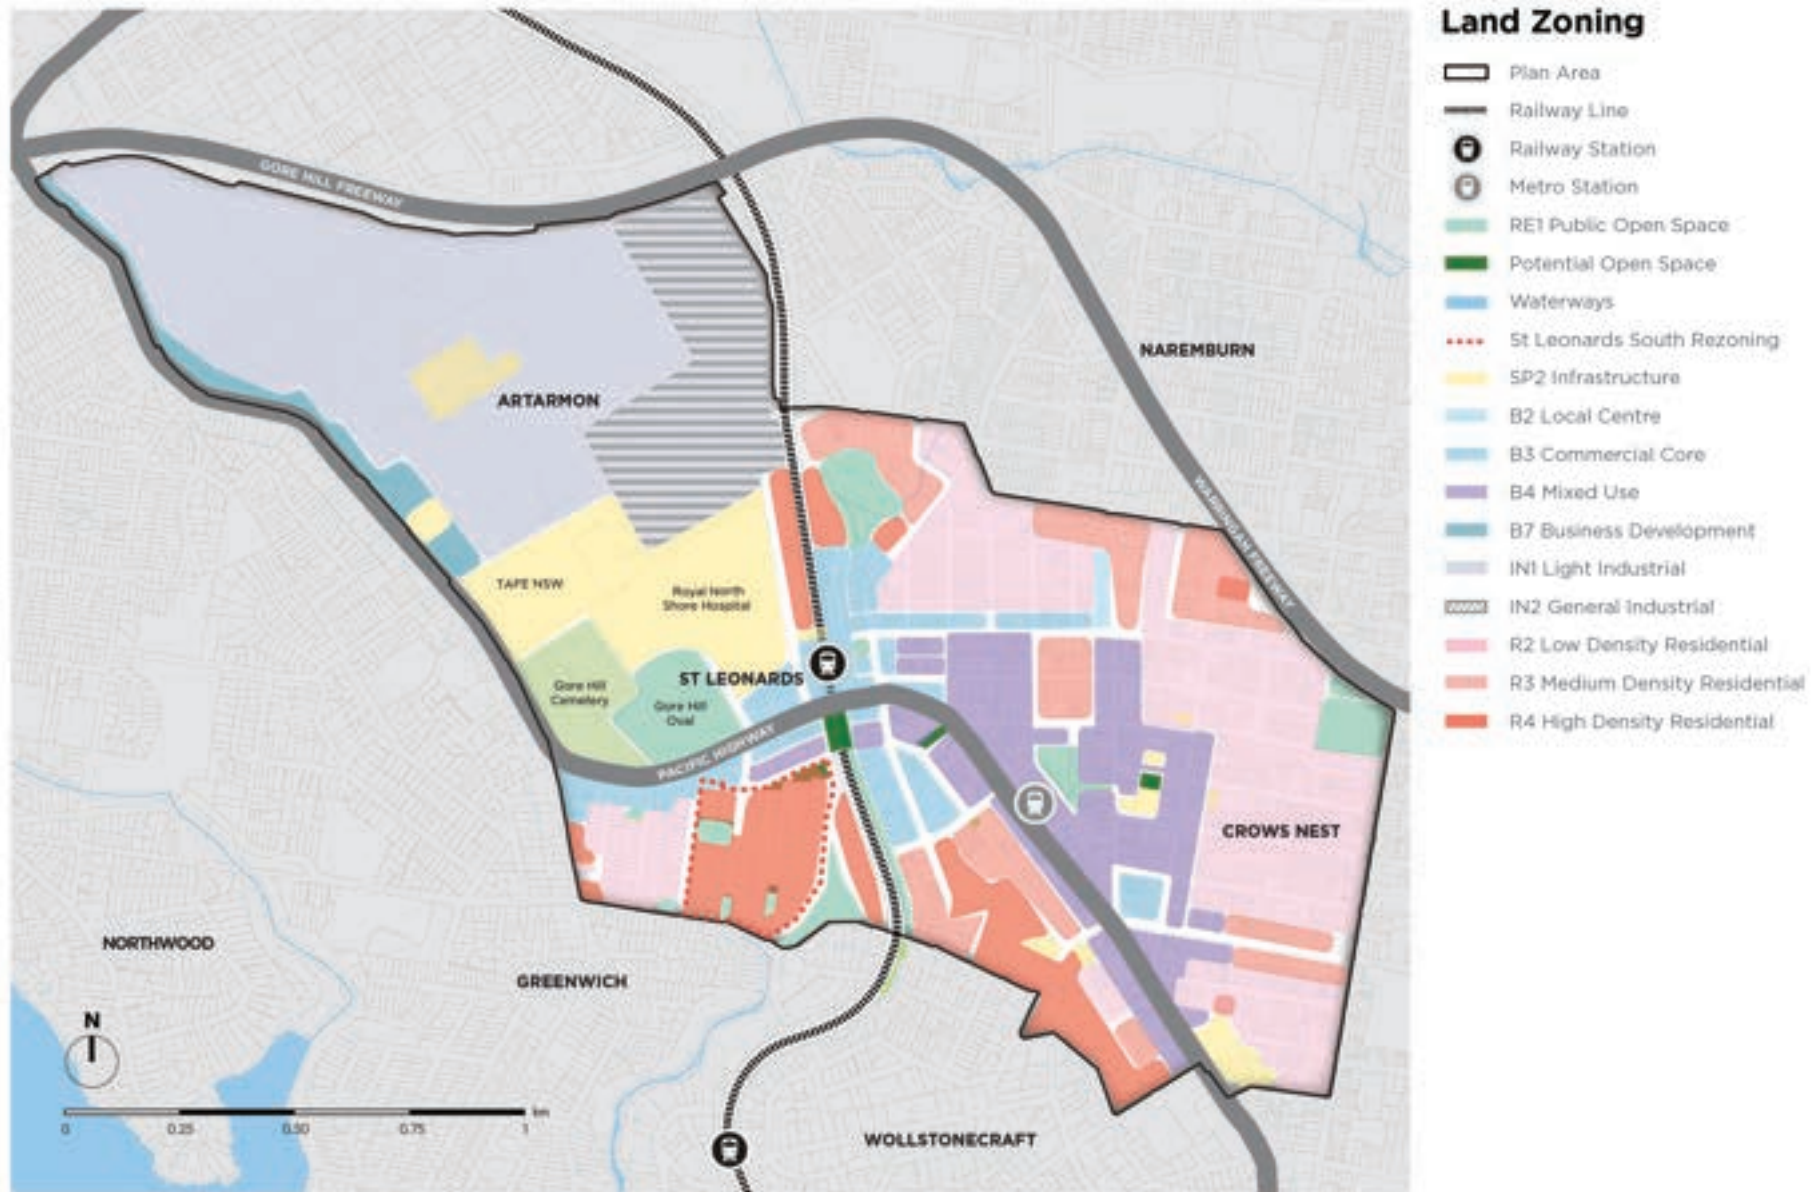 Land Zoning
Plan Area
Railway Line
Railway Station
Metro Station
RE1 Public Open Space
Potential Open Space
Waterways
St Leonards South Rezoning
SP2 Infrastructure
B2 Local Centre
B3 Commercial Core
B4 Mixed Use
B7 Business Development
IN1 Light Industrial
IN2 General Industrial
R2 Low Density Residential
R3 Medium Density Residential
R4 High Density Residential
GORE HILL FREEWAY
NAREMBURN
ARTARMON
WARRINGAH FREEWAY
TAFE NSW
Royal North
Shore Hospital
ST LEONARDS
Gore Hill
Cemetery
Gore Hill
Oval
PACIFIC HIGHWAY
CROWS NEST
NORTHWOOD
GREENWICH
N
km
0 0.25 0.50 0.75 1
WOLLSTONECRAFT